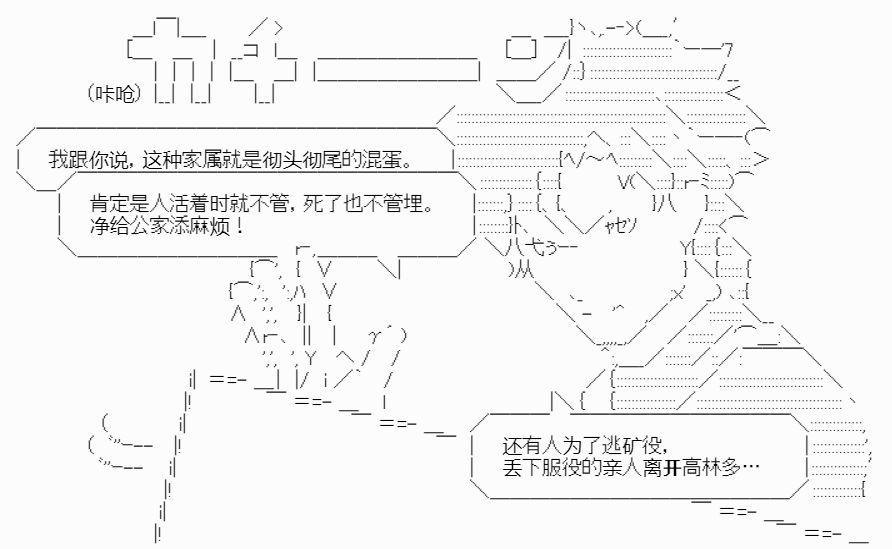 (咔哈)
我跟你说，这种家属就是彻头彻尾的混蛋。
肯定是人活着时就不管，死了也不管埋。
净给公家添麻烦！
还有人为了逃矿役，
丢下服役的亲人离开高林多…